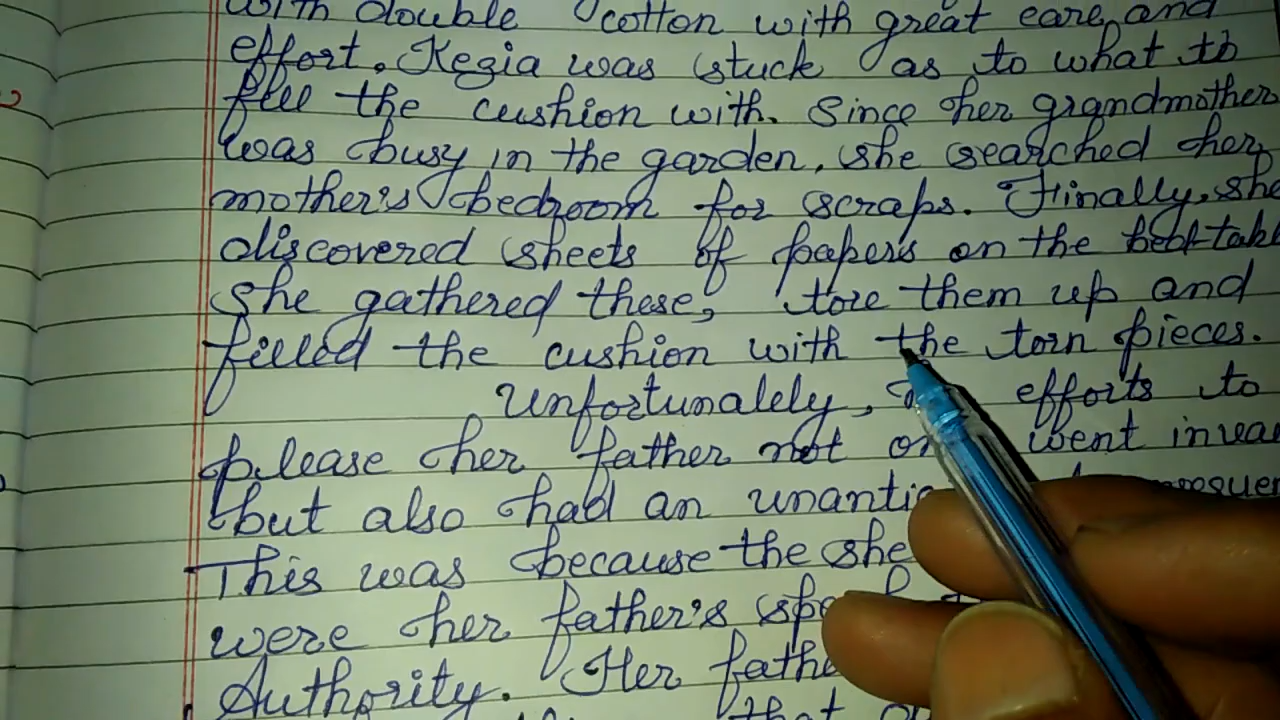 with double cotton with great care and
effort. Kezia was stuck as to what to
fill the cushion with. Since her grandmother
was busy in the garden, she searched her
mother's bedroom for scraps. Finally, she
discovered sheets of papers on the
She gathered these, tore them up and
filled the cushion with the torn pieces.
Unfortunately, efforts to
please her father not went
but also had an
This was because the
were her father's
Authority. Her